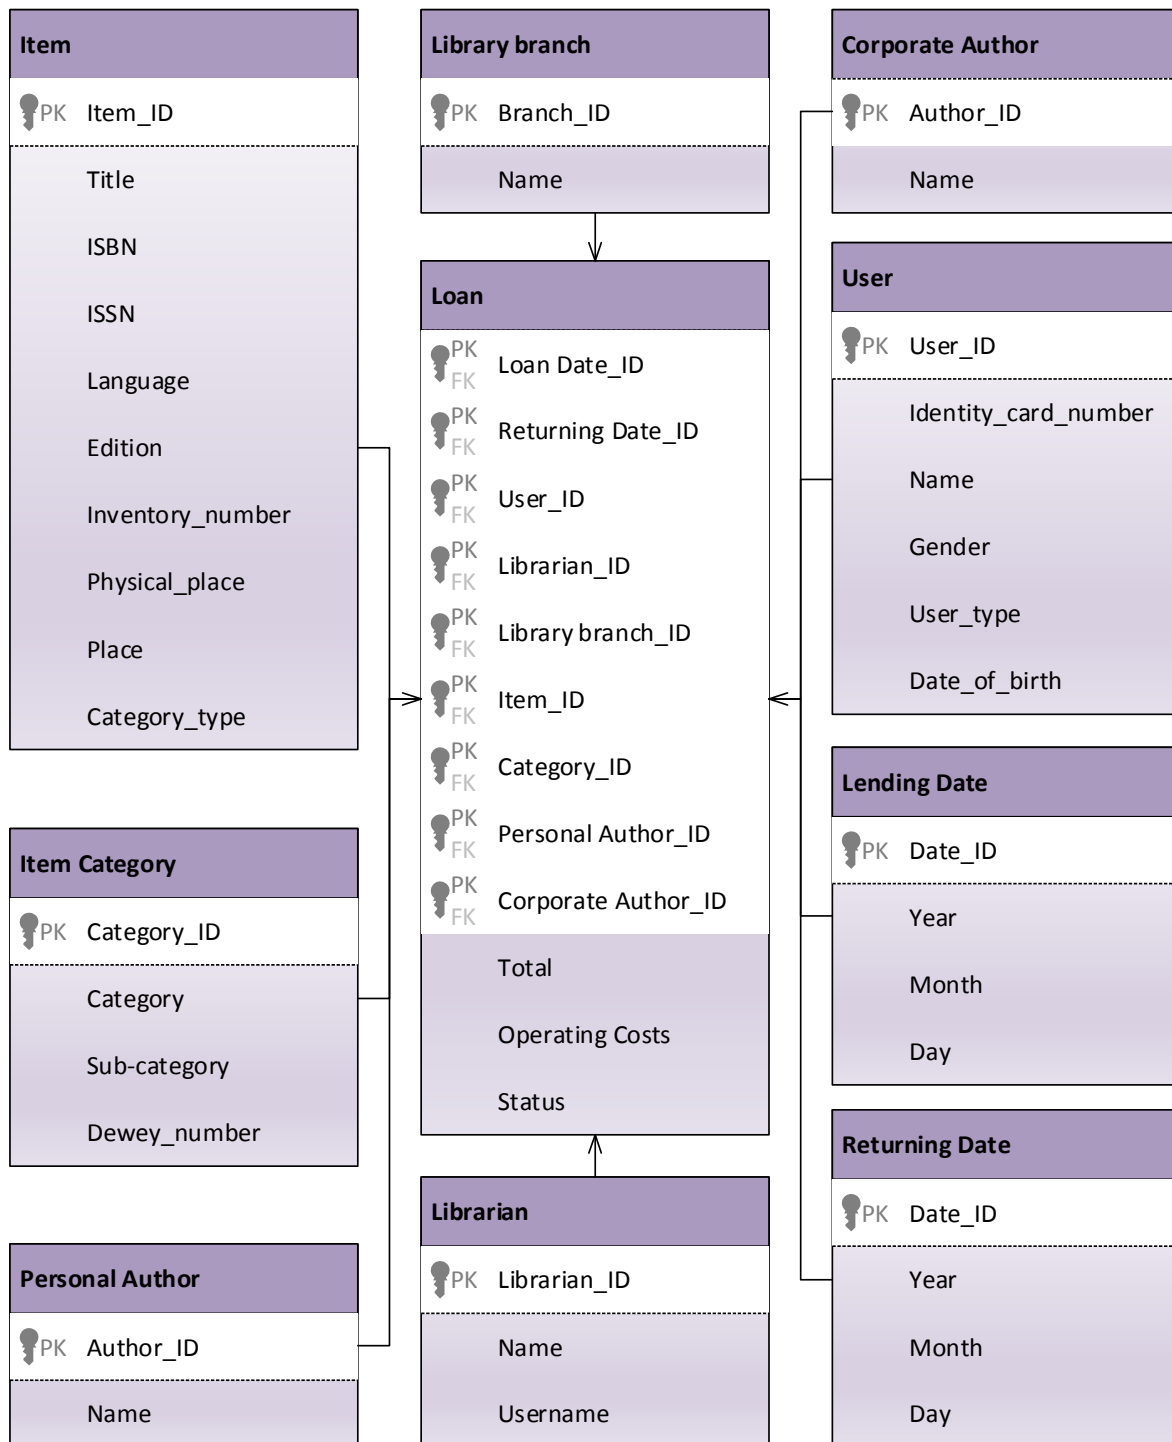 Item
PK Item_ID
Title
ISBN
ISSN
Language
Edition
Inventory_number
Physical_place
Place
Category_type
Item Category
PK Category_ID
Category
Sub-category
Dewey_number
Personal Author
PK Author_ID
Name
Library branch
PK Branch_ID
Name
Loan
PK
FK Loan Date_ID
PK
FK Returning Date_ID
PK
FK User_ID
PK
FK Librarian_ID
PK
FK Library branch_ID
PK
FK Item_ID
PK
FK Category_ID
PK
FK Personal Author_ID
PK
FK Corporate Author_ID
Total
Operating Costs
Status
Librarian
PK Librarian_ID
Name
Username
Corporate Author
PK Author_ID
Name
User
PK User_ID
Identity_card_number
Name
Gender
User_type
Date_of_birth
Lending Date
PK Date_ID
Year
Month
Day
Returning Date
PK Date_ID
Year
Month
Day